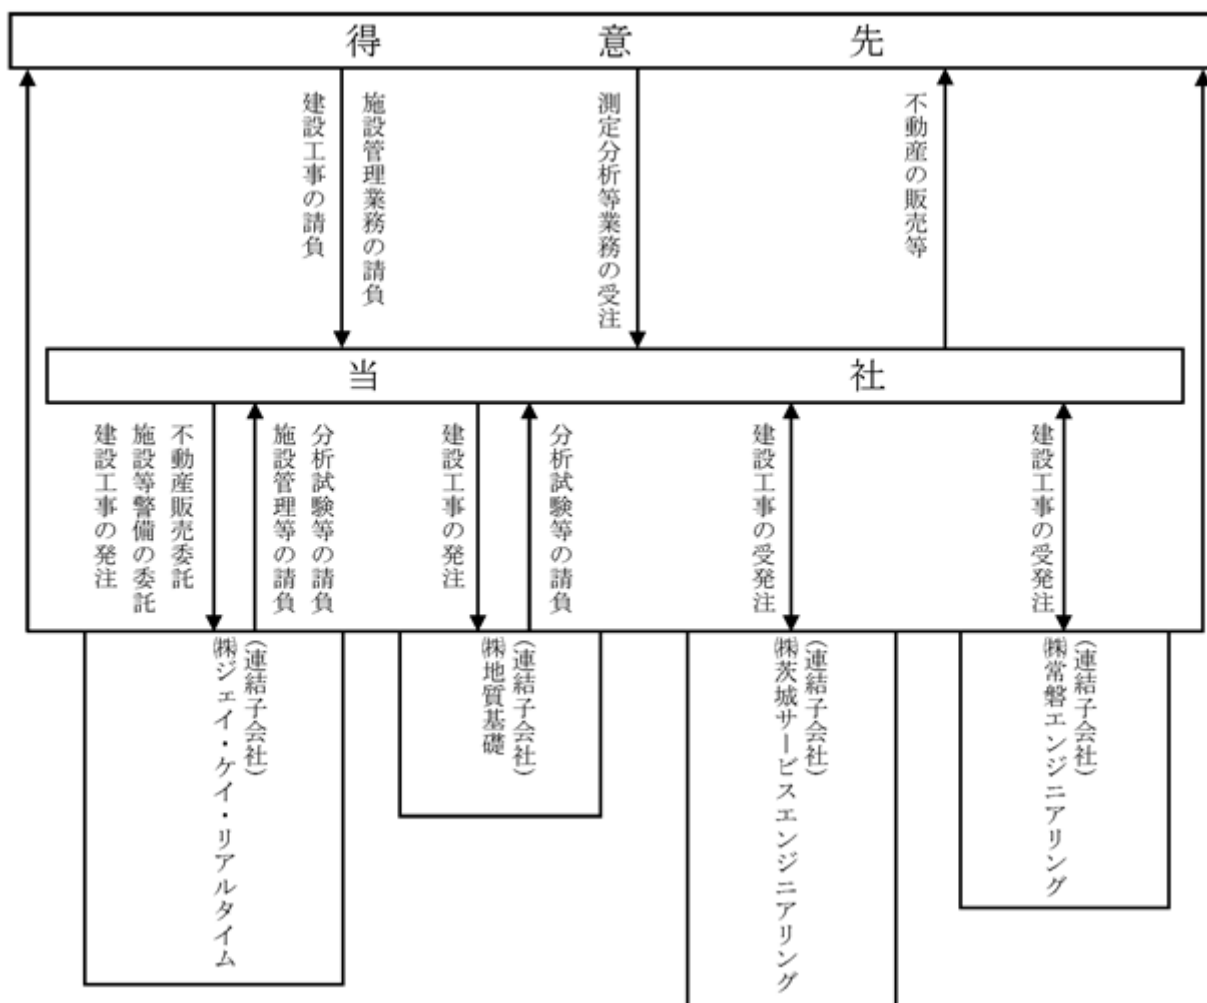 得意先
建設工事の請負
施設管理業務の請負
測定分析等業務の受注
不動産の販売等
当社
建設工事の発注
施設等警備の委託
不動産販売委託
施設管理等の請負
分析試験等の請負
建設工事の発注
分析試験等の請負
建設工事の受発注
建設工事の受発注
(連結子会社)
㈱ジェイ・ケイ・リアルタイム
(連結子会社)
㈱地質基礎
(連結子会社)
㈱茨城サービスエンジニアリング
(連結子会社)
㈱常磐エンジニアリング